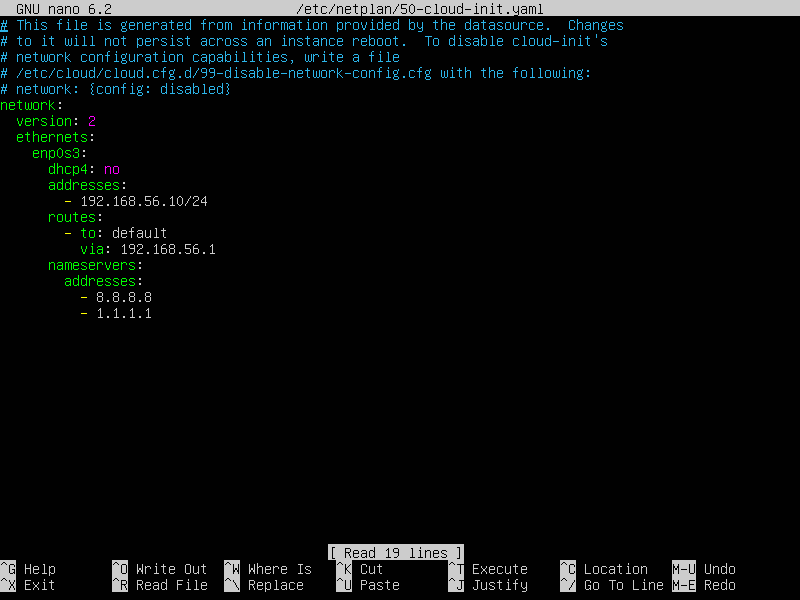 GNU nano 6.2 /etc/netplan/50-cloud-init.yaml
# This file is generated from information provided by the datasource.  Changes
# to it will not persist across an instance reboot.  To disable cloud-init's
# network configuration capabilities, write a file
# /etc/cloud/cloud.cfg.d/99-disable-network-config.cfg with the following:
# network: {config: disabled}
network:
  version: 2
  ethernets:
    enp0s3:
      dhcp4: no
      addresses:
        - 192.168.56.10/24
      routes:
        - to: default
          via: 192.168.56.1
      nameservers:
        addresses:
          - 8.8.8.8
          - 1.1.1.1
[ Read 19 lines ]
^G Help ^O Write Out ^W Where Is ^K Cut ^T Execute ^C Location M-U Undo
^X Exit ^R Read File ^\ Replace ^U Paste ^J Justify ^/ Go To Line M-E Redo